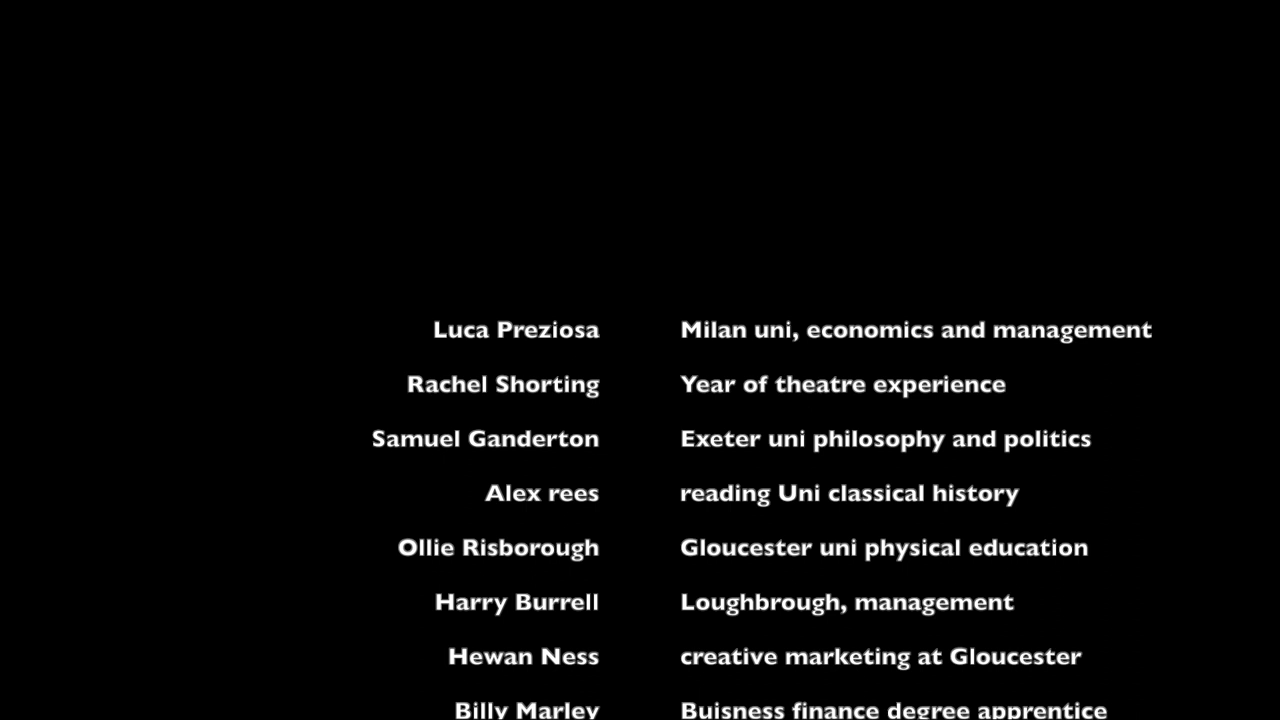 Luca Preziosa Milan uni, economics and management
Rachel Shorting Year of theatre experience
Samuel Ganderton Exeter uni philosophy and politics
Alex rees reading Uni classical history
Ollie Risborough Gloucester uni physical education
Harry Burrell Loughbrough, management
Hewan Ness creative marketing at Gloucester
Billy Marley Buisness finance degree apprentice